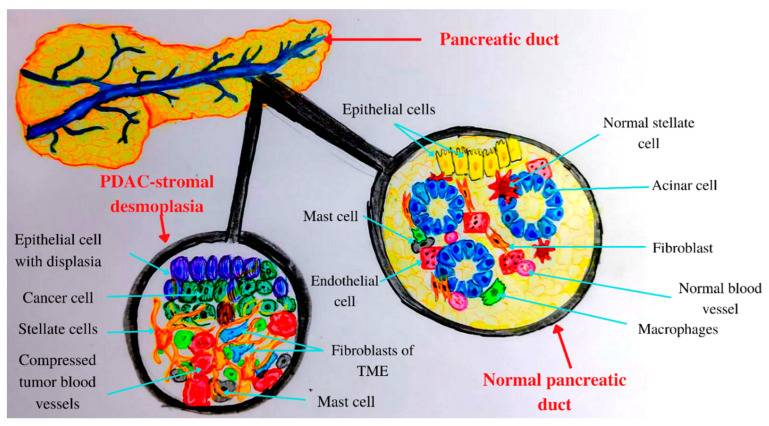 Pancreatic duct
Epithelial cells
Normal stellate
cell
PDAC-stromal
desmoplasia
Acinar cell
Mast cell
Epithelial cell
with displasia
Fibroblast
Endothelial
cell
Normal blood
vessel
Cancer cell
Macrophages
Stellate cells
Fibroblasts of
TME
Compressed
tumor blood
vessels
Normal pancreatic
duct
Mast cell